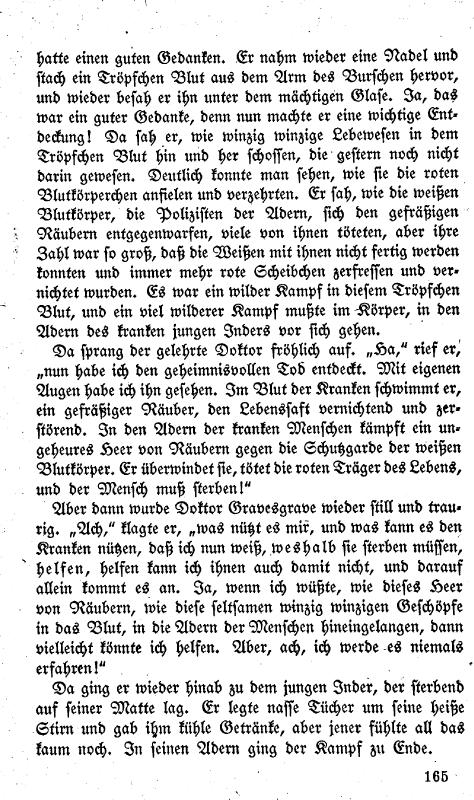 hatte einen guten Gedanken. Er nahm wieder eine Nadel und
stach ein Tröpfchen Blut aus dem Arm des Burschen hervor,
und wieder besah er ihn unter dem mächtigen Glase. Ja, das
war ein guter Gedanke, denn nun machte er eine wichtige Ent-
deckung! Da sah er, wie winzig winzige Lebewesen in dem
Tröpfchen Blut hin und her schossen, die gestern noch nicht
darin gewesen. Deutlich konnte man sehen, wie sie die roten
Blutkörperchen anfielen und verzehrten. Er sah, wie die weißen
Blutkörper, die Polizisten der Adern, sich den gefräßigen
Räubern entgegenwarfen, viele von ihnen töteten, aber ihre
Zahl war so groß, daß die Weißen mit ihnen nicht fertig werden
konnten und immer mehr rote Scheibchen zerfressen und ver-
nichtet wurden. Es war ein wilder Kampf in diesem Tröpfchen
Blut, und ein viel wilderer Kampf mußte im Körper, in den
Adern des kranken jungen Inders vor sich gehen.
Da sprang der gelehrte Doktor fröhlich auf. „Ha,“ rief er,
„nun habe ich den geheimnisvollen Tod entdeckt. Mit eigenen
Augen habe ich ihn gesehen. Im Blut der Kranken schwimmt er,
ein gefräßiger Räuber, den Lebenssaft vernichtend und zer-
störend. In den Adern der kranken Menschen kämpft ein un-
geheures Heer von Räubern gegen die Schutzgarde der weißen
Blutkörper. Er überwindet sie, tötet die roten Träger des Lebens,
und der Mensch muß sterben!“
Aber dann wurde Doktor Gravesgrave wieder still und trau-
rig. „Ach,“ klagte er, „was nützt es mir, und was kann es den
Kranken nützen, daß ich nun weiß, weshalb sie sterben müssen,
helfen, helfen kann ich ihnen auch damit nicht, und darauf
allein kommt es an. Ja, wenn ich wüßte, wie dieses Heer
von Räubern, wie diese seltsamen winzig winzigen Geschöpfe
in das Blut, in die Adern der Menschen hineingelangen, dann
vielleicht könnte ich helfen. Aber, ach, ich werde es niemals
erfahren!“
Da ging er wieder hinab zu dem jungen Inder, der sterbend
auf seiner Matte lag. Er legte nasse Tücher um seine heiße
Stirn und gab ihm kühle Getränke, aber jener fühlte all das
kaum noch. In seinen Adern ging der Kampf zu Ende.
165